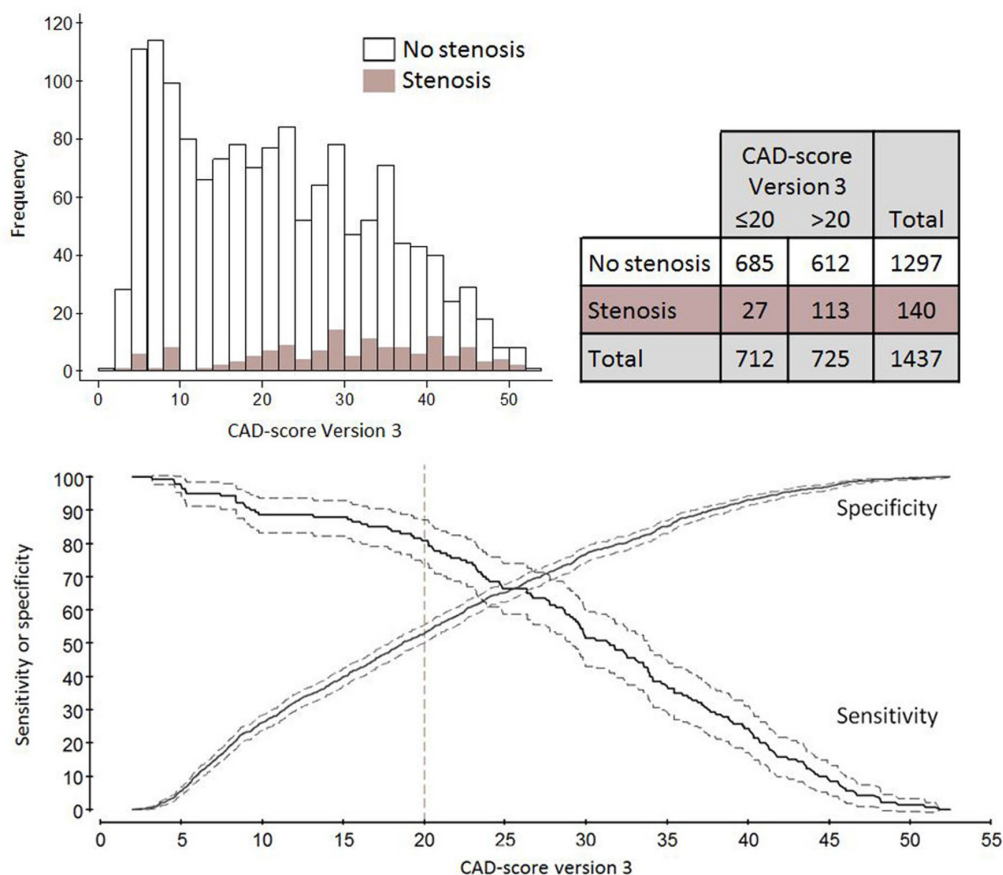 120
100
80
60
40
20
0
Frequency
0 10 20 30 40 50
CAD-score Version 3
No stenosis
Stenosis
CAD-score
Version 3
≤20 >20 Total
No stenosis 685 612 1297
Stenosis 27 113 140
Total 712 725 1437
100
90
80
70
60
50
40
30
20
10
0
Sensitivity or specificity
Specificity
Sensitivity
0 5 10 15 20 25 30 35 40 45 50 55
CAD-score version 3